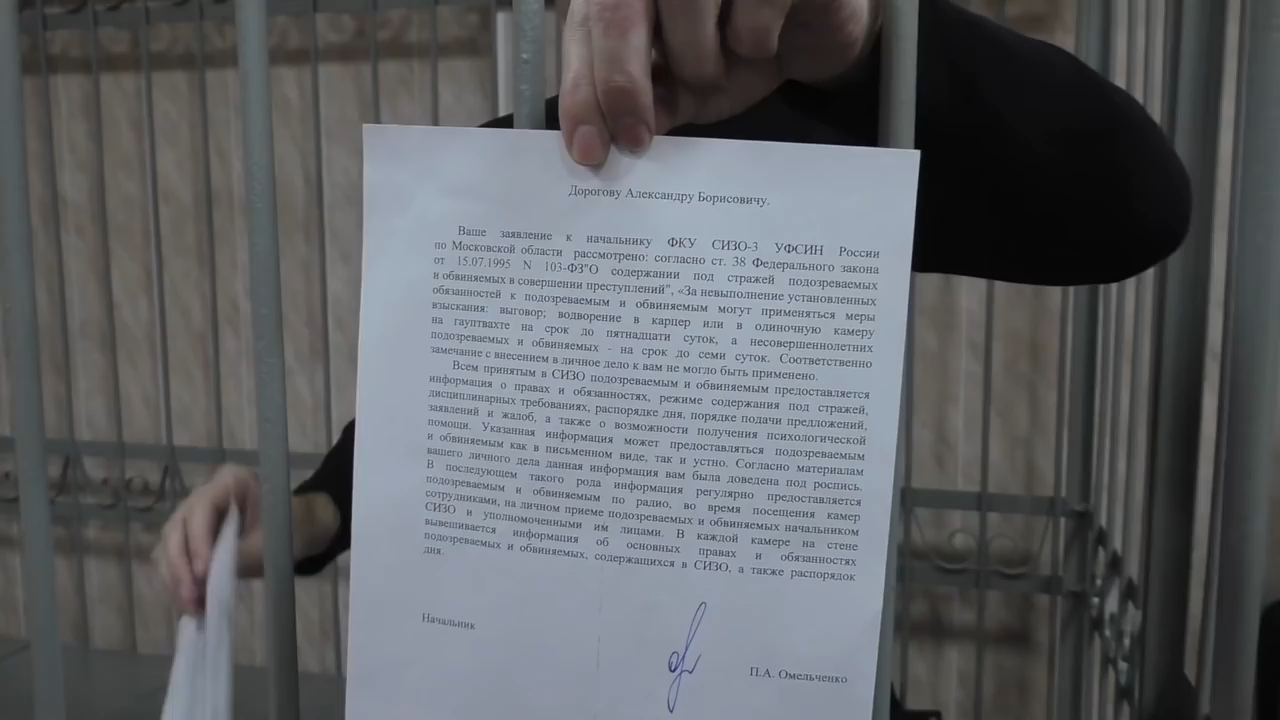 Дорогову Александру Борисовичу.
Ваше заявление к начальнику ФКУ СИЗО-3 УФСИН России
по Московской области рассмотрено: согласно ст. 38 Федерального закона
от 15.07.1995 N 103-ФЗ"О содержании под стражей подозреваемых
и обвиняемых в совершении преступлений", «За невыполнение установленных
обязанностей к подозреваемым и обвиняемым могут применяться меры
взыскания: выговор; водворение в карцер или в одиночную камеру
на гауптвахте на срок до пятнадцати суток, а несовершеннолетних
подозреваемых и обвиняемых - на срок до семи суток. Соответственно
замечание с внесением в личное дело к вам не могло быть применено.
Всем принятым в СИЗО подозреваемым и обвиняемым предоставляется
информация о правах и обязанностях, режиме содержания под стражей,
дисциплинарных требованиях, распорядке дня, порядке подачи предложений,
заявлений и жалоб, а также о возможности получения психологической
помощи. Указанная информация может предоставляться подозреваемым
и обвиняемым как в письменном виде, так и устно. Согласно материалам
вашего личного дела данная информация вам была доведена под роспись.
В последующем такого рода информация регулярно предоставляется
подозреваемым и обвиняемым по радио, во время посещения камер
сотрудниками, на личном приеме подозреваемых и обвиняемых начальником
СИЗО и уполномоченными им лицами. В каждой камере на стене
вывешивается информация об основных правах и обязанностях
подозреваемых и обвиняемых, содержащихся в СИЗО, а также распорядок
дня.
Начальник
П.А. Омельченко